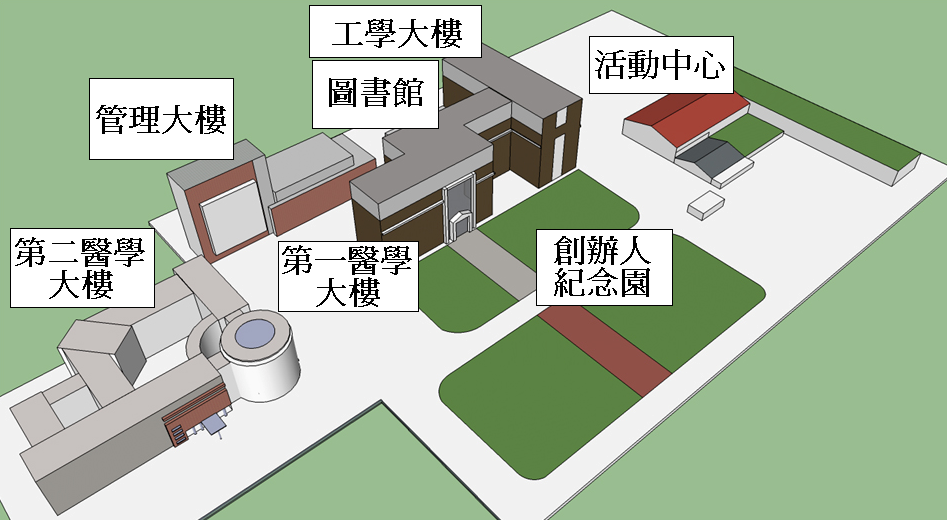 工學大樓
活動中心
圖書館
管理大樓
第二醫學
大樓
第一醫學
大樓
創辦人
紀念園